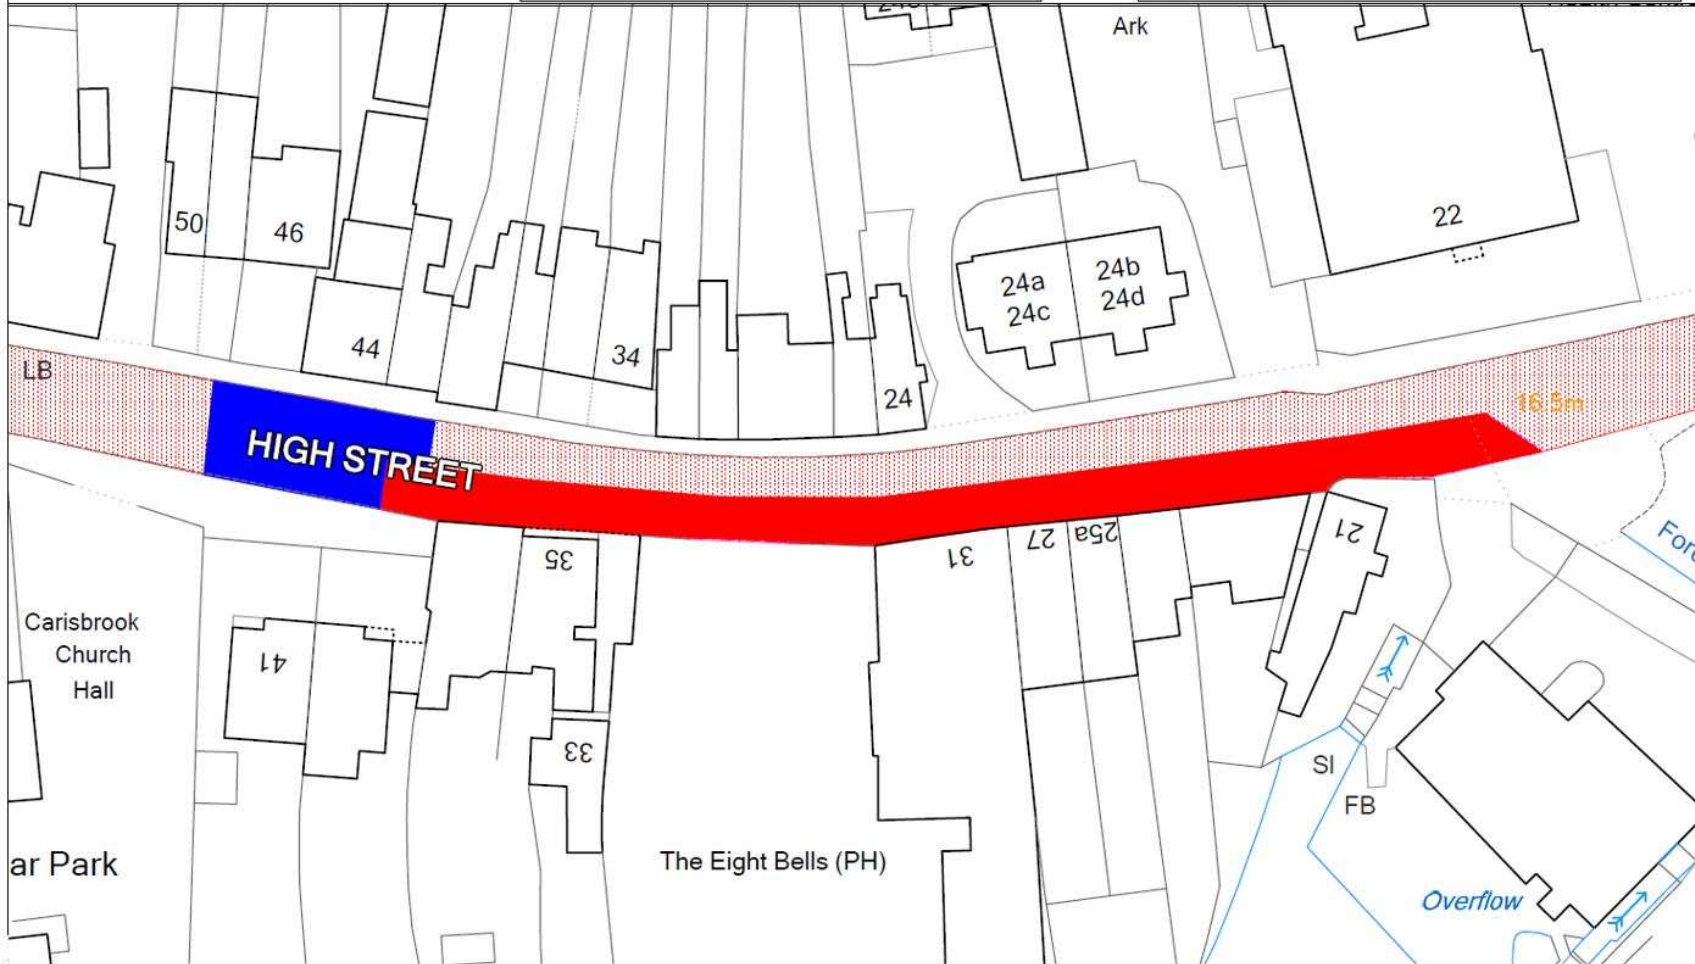 Ark
22
50
46
24a
24c
24b
24d
44
34
24
LB
16.5m
HIGH STREET
35
31
27
25a
21
41
33
Carisbrook
Church
Hall
SI
FB
ar Park
The Eight Bells (PH)
Overflow